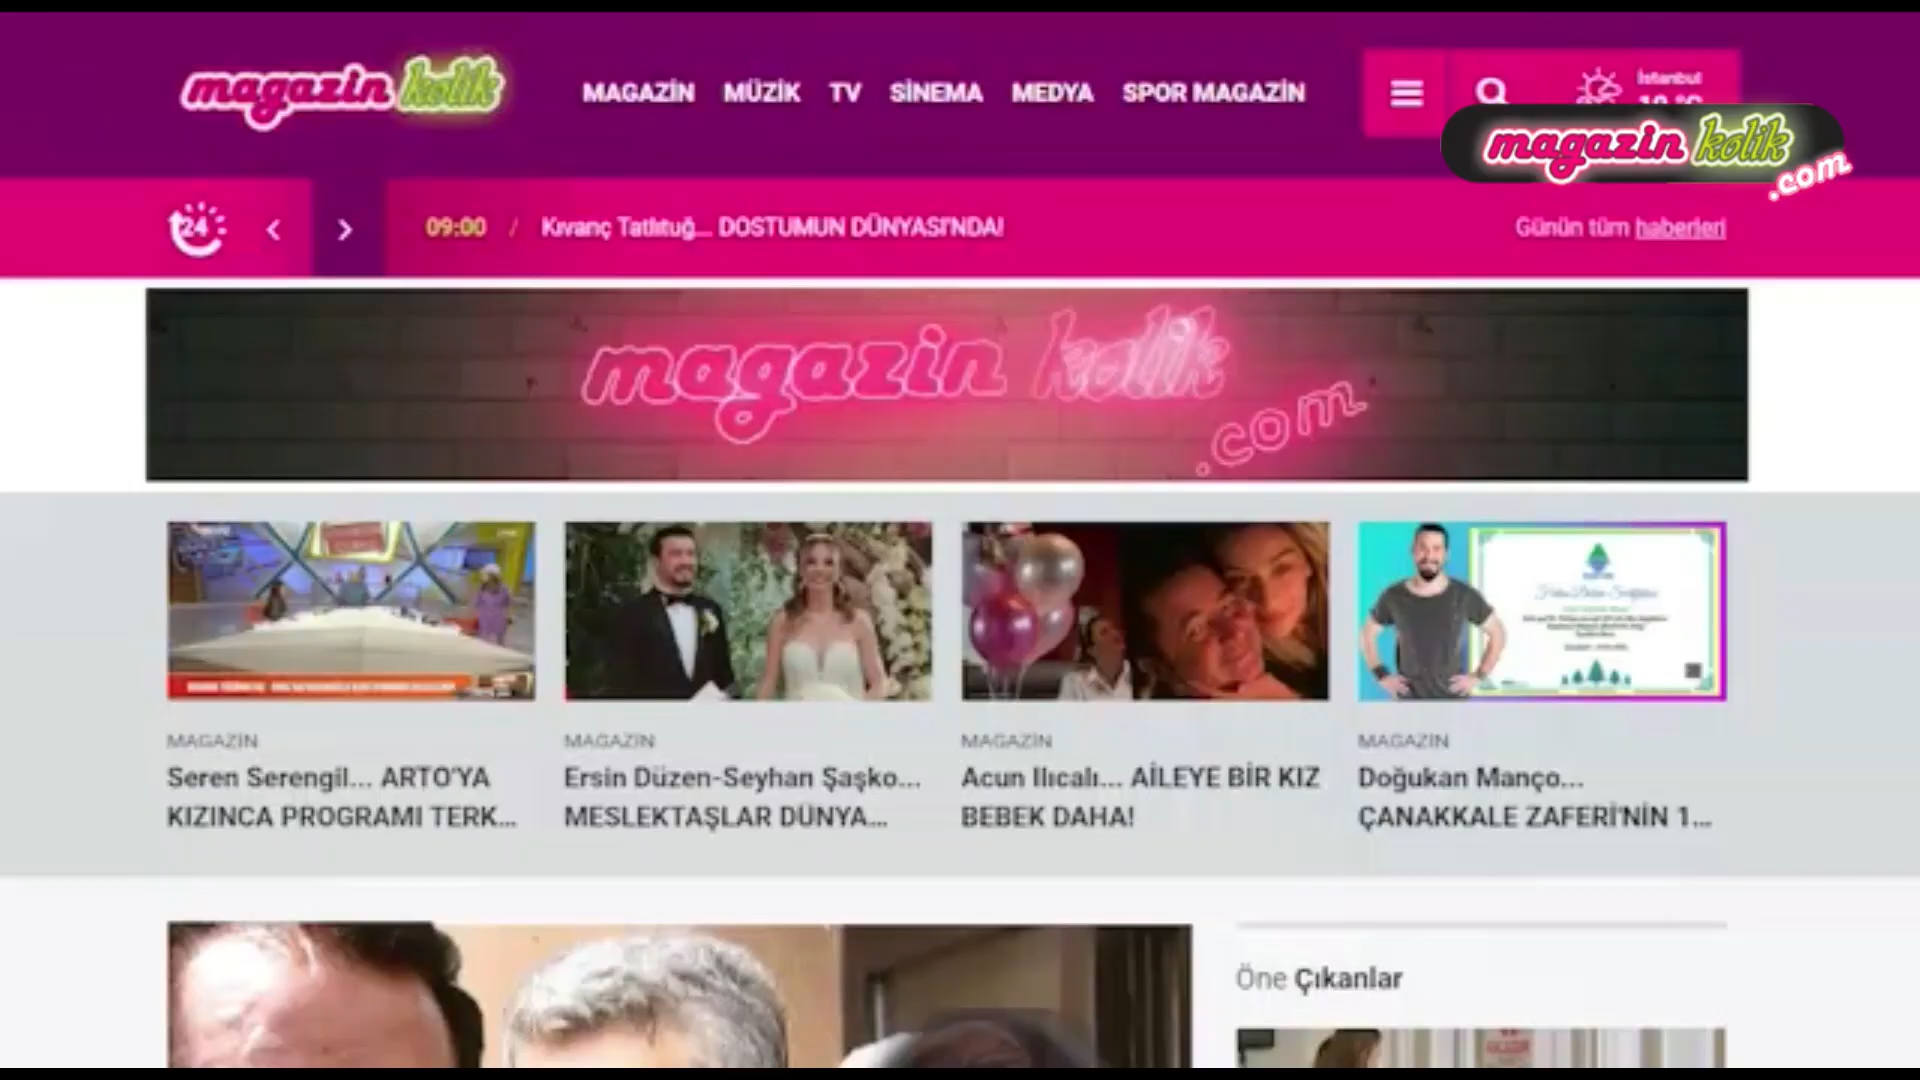 magazin kolik
MAGAZİN MÜZİK TV SİNEMA MEDYA SPOR MAGAZİN
İstanbul
magazin kolik
.com
24
09:00 / Kıvanç Tatlıtuğ... DOSTUMUN DÜNYASI'NDA!
Günün tüm haberleri
magazin kolik
.com
MAGAZİN
Seren Serengil... ARTO'YA
KIZINCA PROGRAMI TERK...
MAGAZİN
Ersin Düzen-Seyhan Şaşko...
MESLEKTAŞLAR DÜNYA...
MAGAZİN
Acun Ilıcalı... AİLEYE BİR KIZ
BEBEK DAHA!
MAGAZİN
Doğukan Manço...
ÇANAKKALE ZAFERİ'NİN 1...
Öne Çıkanlar